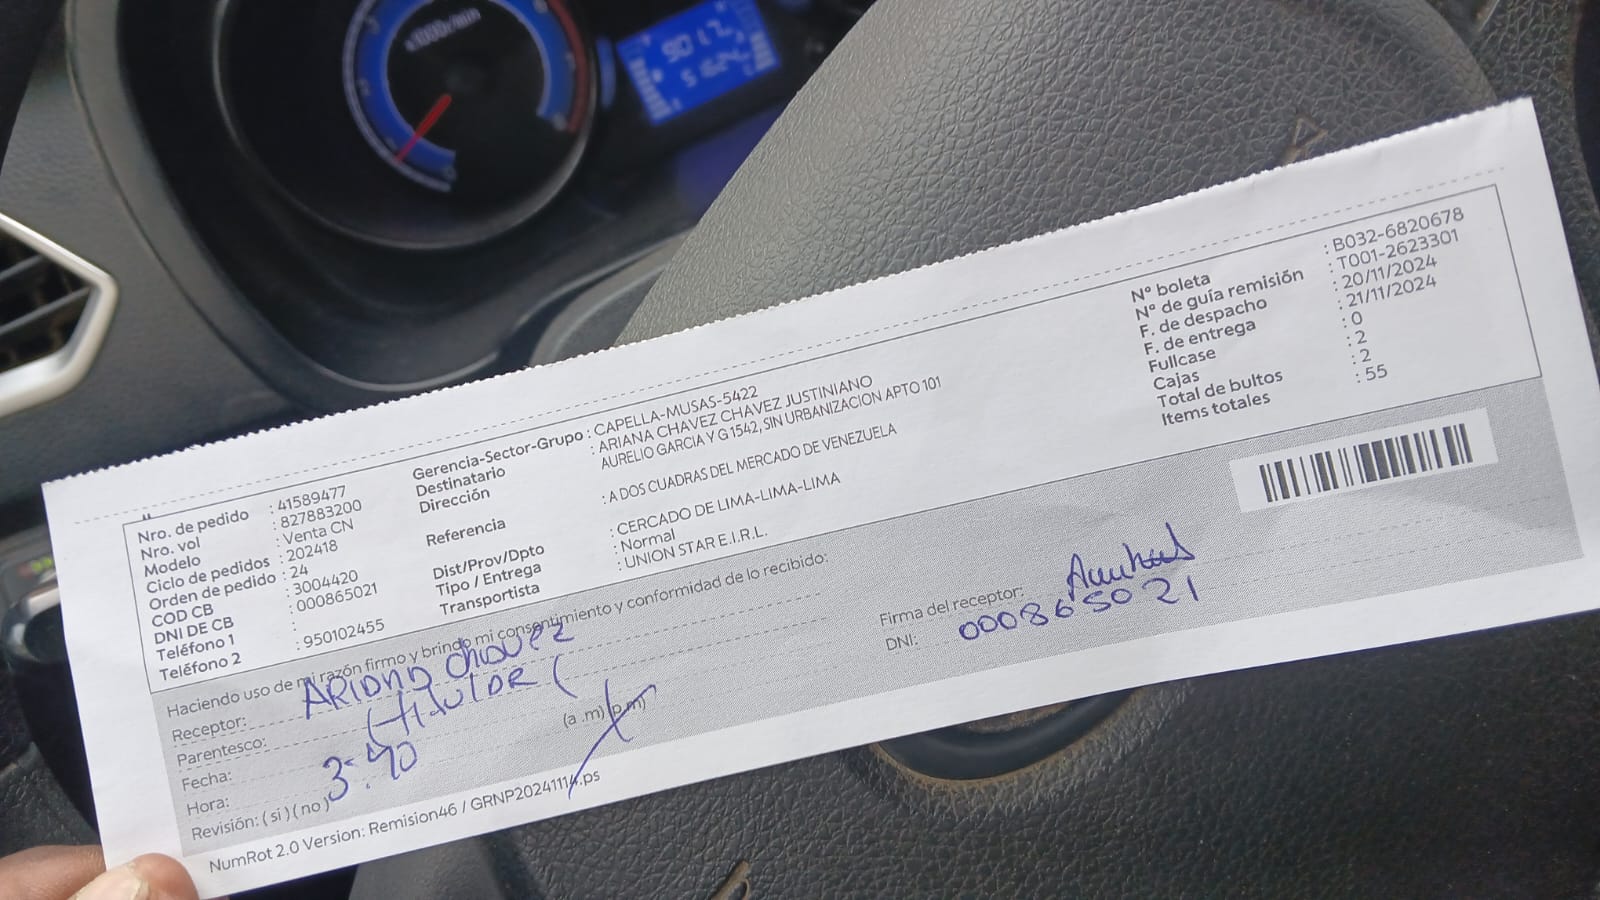 x1000r/min
Nro. de pedido : 41589477
Nro. vol : 827883200
Modelo : Venta CN
Ciclo de pedidos : 202418
Orden de pedido : 24
COD CB : 3004420
DNI DE CB : 000865021
Teléfono 1 :
Teléfono 2 : 950102455
Gerencia-Sector-Grupo : CAPELLA-MUSAS-5422
Destinatario : ARIANA CHAVEZ CHAVEZ JUSTINIANO
Dirección AURELIO GARCIA Y G 1542, SIN URBANIZACION APTO 101
Referencia : A DOS CUADRAS DEL MERCADO DE VENEZUELA
Dist/Prov/Dpto : CERCADO DE LIMA-LIMA-LIMA
Tipo / Entrega : Normal
Transportista : UNION STAR E.I.R.L.
Nº boleta : B032-6820678
Nº de guía remisión : T001-2623301
F. de despacho : 20/11/2024
F. de entrega : 21/11/2024
Fullcase : 0
Cajas : 2
Total de bultos : 2
Items totales : 55
Haciendo uso de mi razón firmo y brindo mi consentimiento y conformidad de lo recibido:
Receptor: ARIANA Chavez
Parentesco: (titular(
Fecha:
Hora: 3:40 (a .m) (p.m)
Revisión: ( si ) ( no )
Firma del receptor:
DNI: 000865021
NumRot 2.0 Version: Remision46 / GRNP20241114.ps